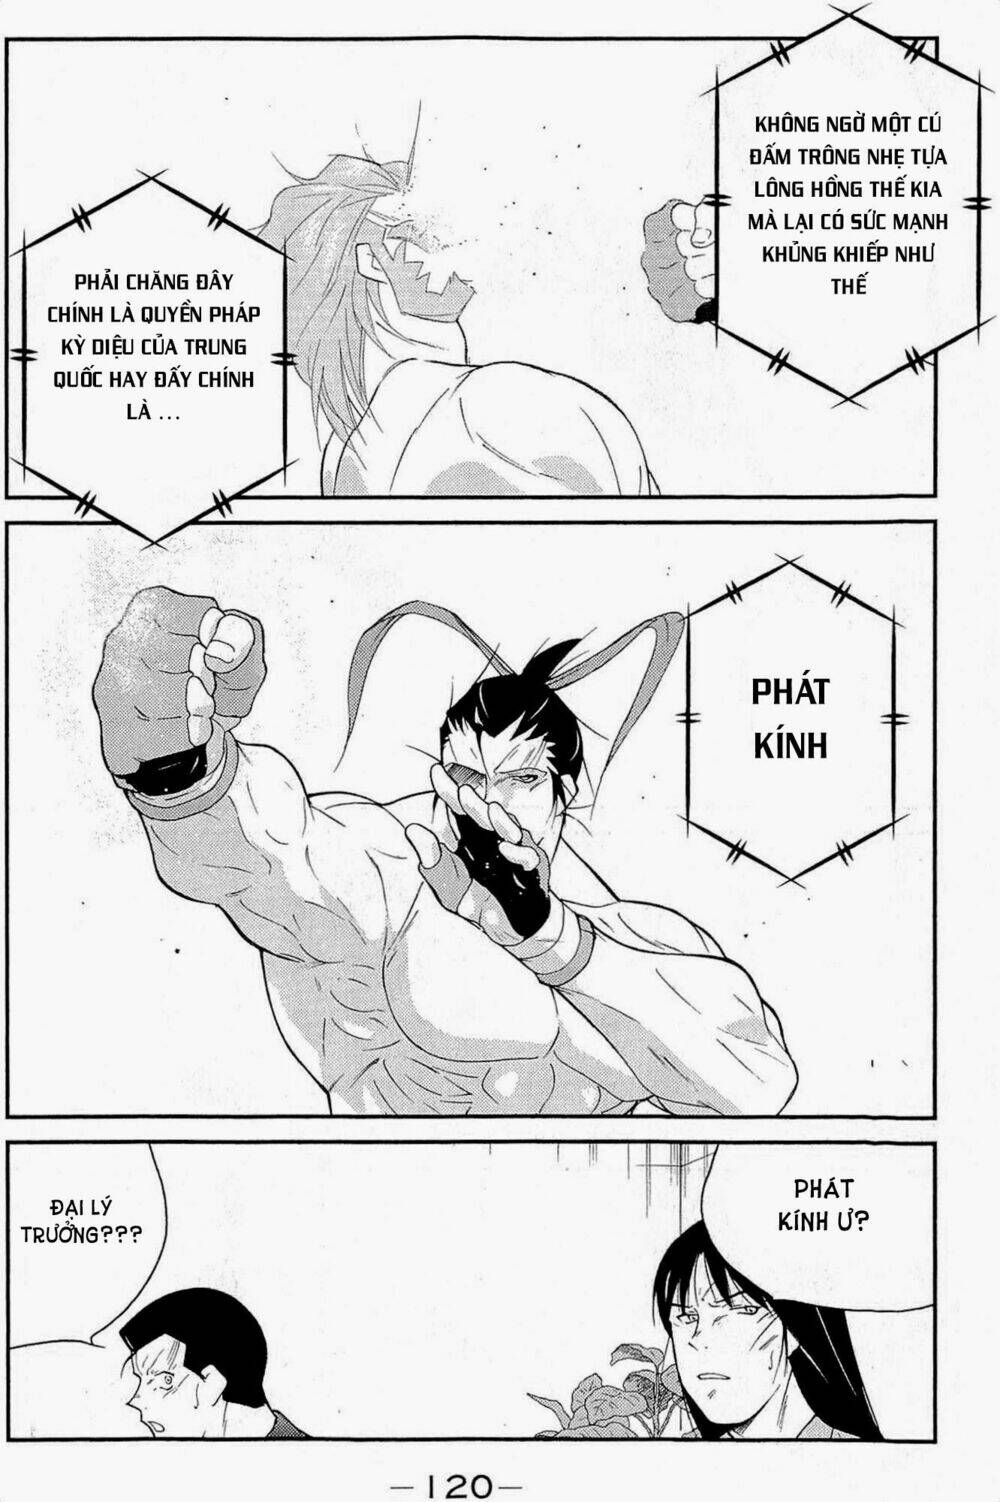 KHÔNG NGỜ MỘT CÚ
ĐẤM TRÔNG NHẸ TỰA
LÔNG HỒNG THẾ KIA
MÀ LẠI CÓ SỨC MẠNH
KHỦNG KHIẾP NHƯ
THẾ
PHẢI CHĂNG ĐÂY
CHÍNH LÀ QUYỀN PHÁP
KỲ DIỆU CỦA TRUNG
QUỐC HAY ĐẤY CHÍNH
LÀ ...
PHÁT
KÍNH
PHÁT
KÍNH Ư?
ĐẠI LÝ
TRƯỞNG???
—120—